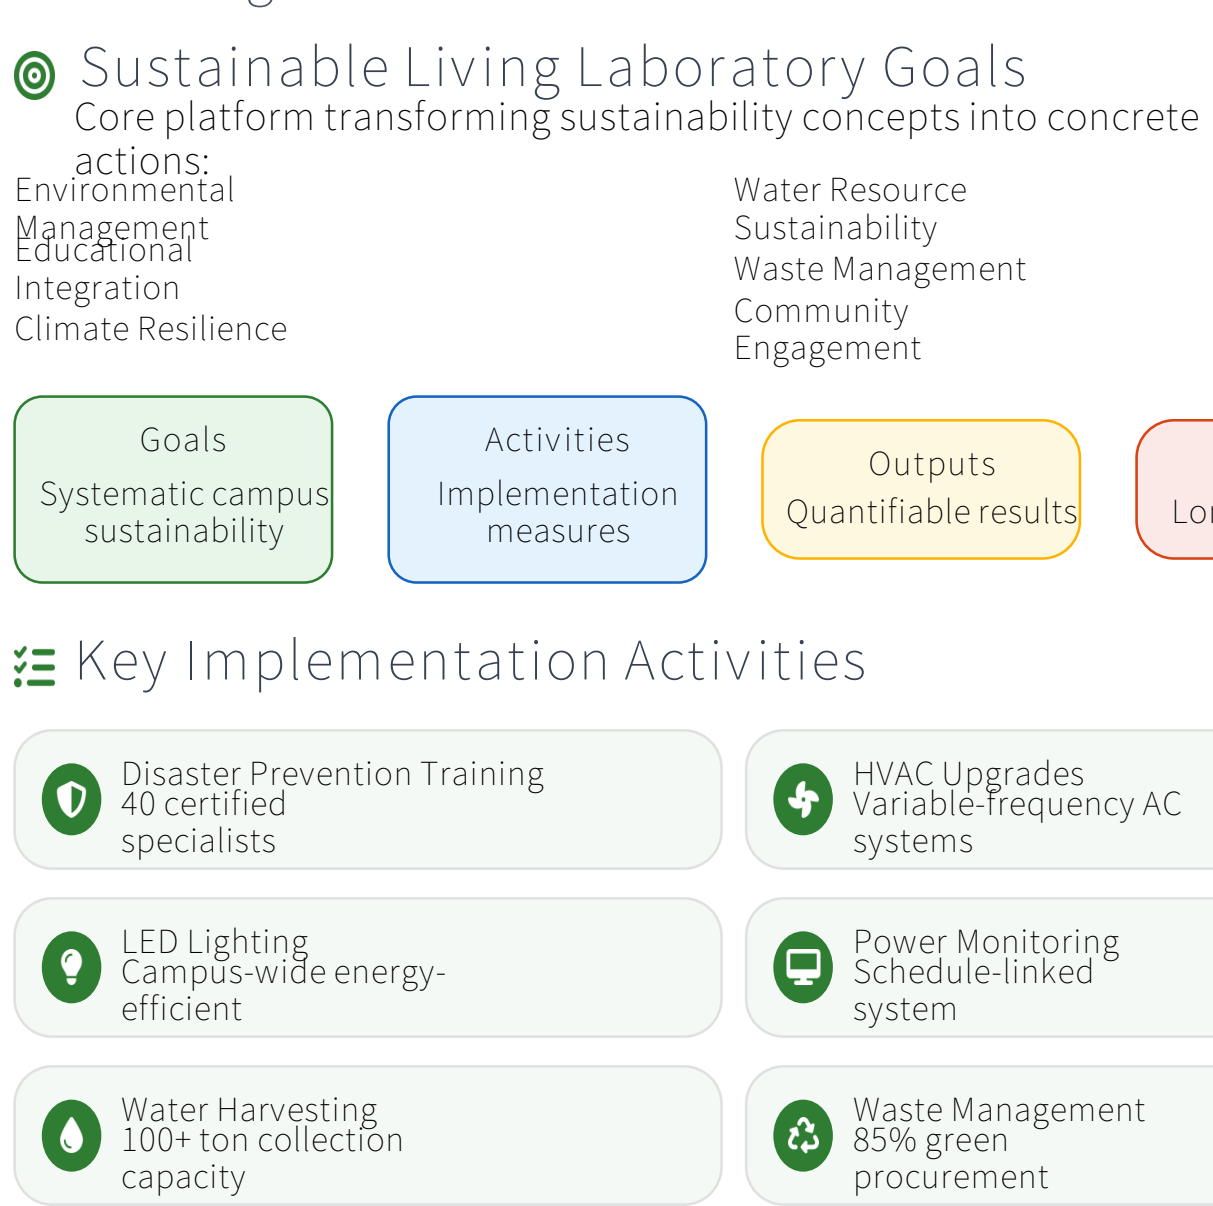 Sustainable Living Laboratory Goals
Core platform transforming sustainability concepts into concrete
actions:
Environmental
Management
Educational
Integration
Climate Resilience
Water Resource
Sustainability
Waste Management
Community
Engagement
Goals
Systematic campus
sustainability
Activities
Implementation
measures
Outputs
Quantifiable results
Key Implementation Activities
Disaster Prevention Training
40 certified
specialists
HVAC Upgrades
Variable-frequency AC
systems
LED Lighting
Campus-wide energy-
efficient
Power Monitoring
Schedule-linked
system
Water Harvesting
100+ ton collection
capacity
Waste Management
85% green
procurement